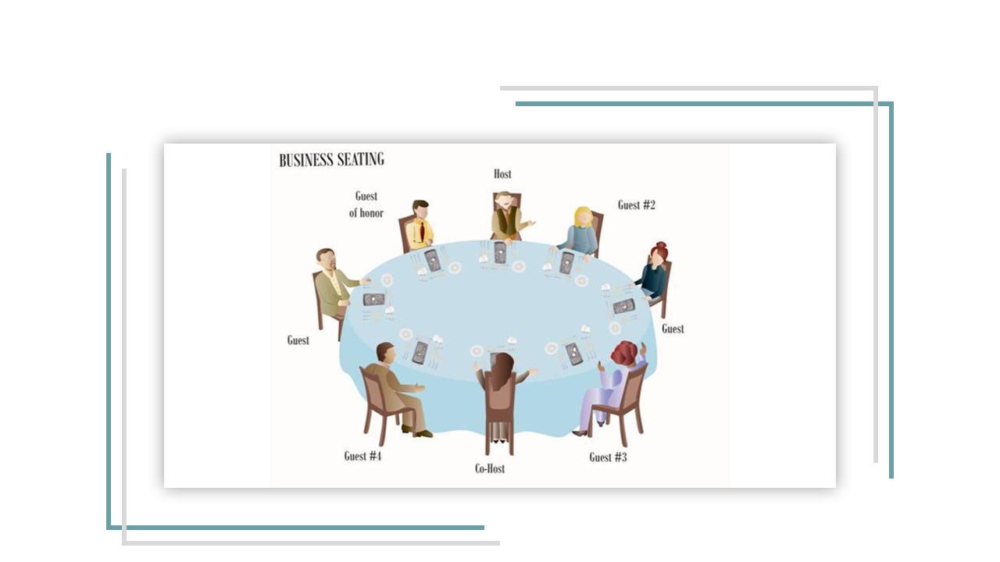 BUSINESS SEATING
Host
Guest
of honor
Guest #2
Guest
Guest
Guest #4
Guest #3
Co-Host